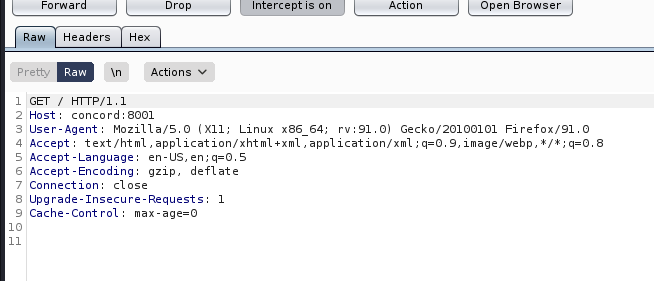 Forward Drop Intercept is on Action Open Browser
Raw Headers Hex
Pretty Raw \n Actions
1 GET / HTTP/1.1
2 Host: concord:8001
3 User-Agent: Mozilla/5.0 (X11; Linux x86_64; rv:91.0) Gecko/20100101 Firefox/91.0
4 Accept: text/html,application/xhtml+xml,application/xml;q=0.9,image/webp,*/*;q=0.8
5 Accept-Language: en-US,en;q=0.5
6 Accept-Encoding: gzip, deflate
7 Connection: close
8 Upgrade-Insecure-Requests: 1
9 Cache-Control: max-age=0
10
11